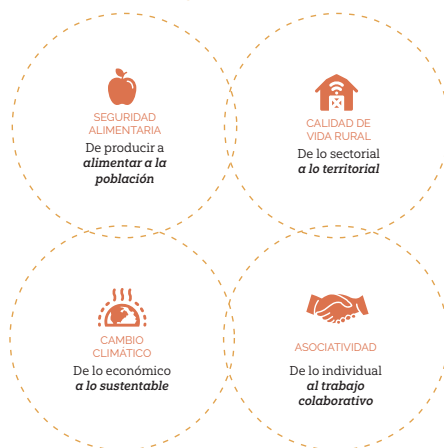 SEGURIDAD
ALIMENTARIA
De producir a
alimentar a la
población
CALIDAD DE
VIDA RURAL
De lo sectorial
a lo territorial
CAMBIO
CLIMÁTICO
De lo económico
a lo sustentable
ASOCIATIVIDAD
De lo individual
al trabajo
colaborativo